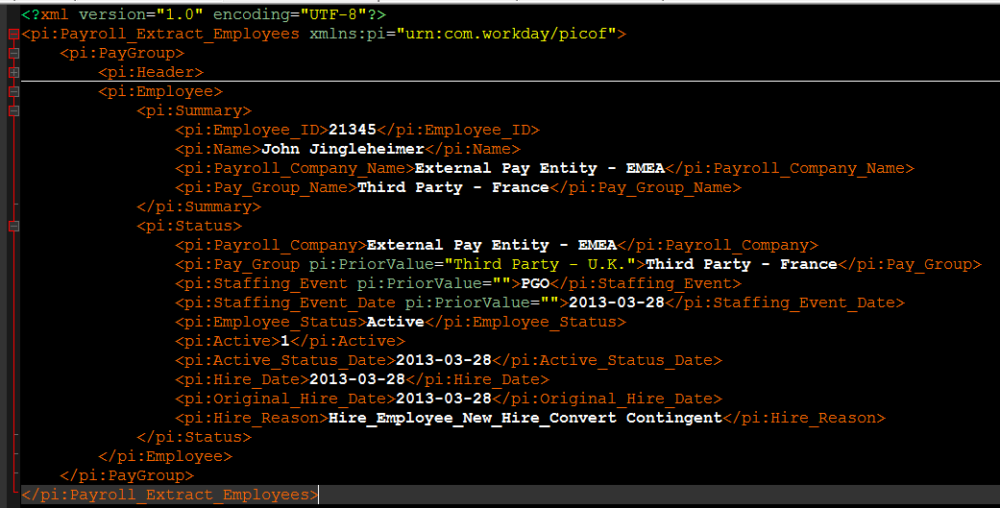 <?xml version="1.0" encoding="UTF-8"?>
<pi:Payroll_Extract_Employees xmlns:pi="urn:com.workday/picof">
<pi:PayGroup>
<pi:Header>
<pi:Employee>
<pi:Summary>
<pi:Employee_ID>21345</pi:Employee_ID>
<pi:Name>John Jingleheimer</pi:Name>
<pi:Payroll_Company_Name>External Pay Entity - EMEA</pi:Payroll_Company_Name>
<pi:Pay_Group_Name>Third Party - France</pi:Pay_Group_Name>
</pi:Summary>
<pi:Status>
<pi:Payroll_Company>External Pay Entity - EMEA</pi:Payroll_Company>
<pi:Pay_Group pi:PriorValue="Third Party - U.K.">Third Party - France</pi:Pay_Group>
<pi:Staffing_Event pi:PriorValue="">PGO</pi:Staffing_Event>
<pi:Staffing_Event_Date pi:PriorValue="">2013-03-28</pi:Staffing_Event_Date>
<pi:Employee_Status>Active</pi:Employee_Status>
<pi:Active>1</pi:Active>
<pi:Active_Status_Date>2013-03-28</pi:Active_Status_Date>
<pi:Hire_Date>2013-03-28</pi:Hire_Date>
<pi:Original_Hire_Date>2013-03-28</pi:Original_Hire_Date>
<pi:Hire_Reason>Hire_Employee_New_Hire_Convert Contingent</pi:Hire_Reason>
</pi:Status>
</pi:Employee>
</pi:PayGroup>
</pi:Payroll_Extract_Employees>